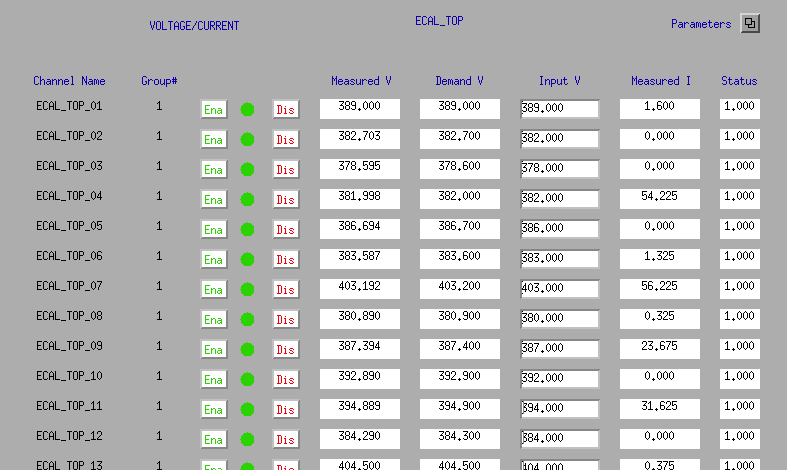 VOLTAGE/CURRENT ECAL_TOP Parameters
Channel Name Group# Measured V Demand V Input V Measured I Status
ECAL_TOP_01 1 Ena Dis 389.000 389.000 389.000 1.600 1.000
ECAL_TOP_02 1 Ena Dis 382.703 382.700 382.000 0.000 1.000
ECAL_TOP_03 1 Ena Dis 378.595 378.600 378.000 0.000 1.000
ECAL_TOP_04 1 Ena Dis 381.998 382.000 382.000 54.225 1.000
ECAL_TOP_05 1 Ena Dis 386.694 386.700 386.000 0.000 1.000
ECAL_TOP_06 1 Ena Dis 383.587 383.600 383.000 1.325 1.000
ECAL_TOP_07 1 Ena Dis 403.192 403.200 403.000 56.225 1.000
ECAL_TOP_08 1 Ena Dis 380.890 380.900 380.000 0.325 1.000
ECAL_TOP_09 1 Ena Dis 387.394 387.400 387.000 23.675 1.000
ECAL_TOP_10 1 Ena Dis 392.890 392.900 392.000 0.000 1.000
ECAL_TOP_11 1 Ena Dis 394.889 394.900 394.000 31.625 1.000
ECAL_TOP_12 1 Ena Dis 384.290 384.300 384.000 0.000 1.000
ECAL_TOP_13 1 Ena Dis 404.500 404.500 404.000 0.375 1.000